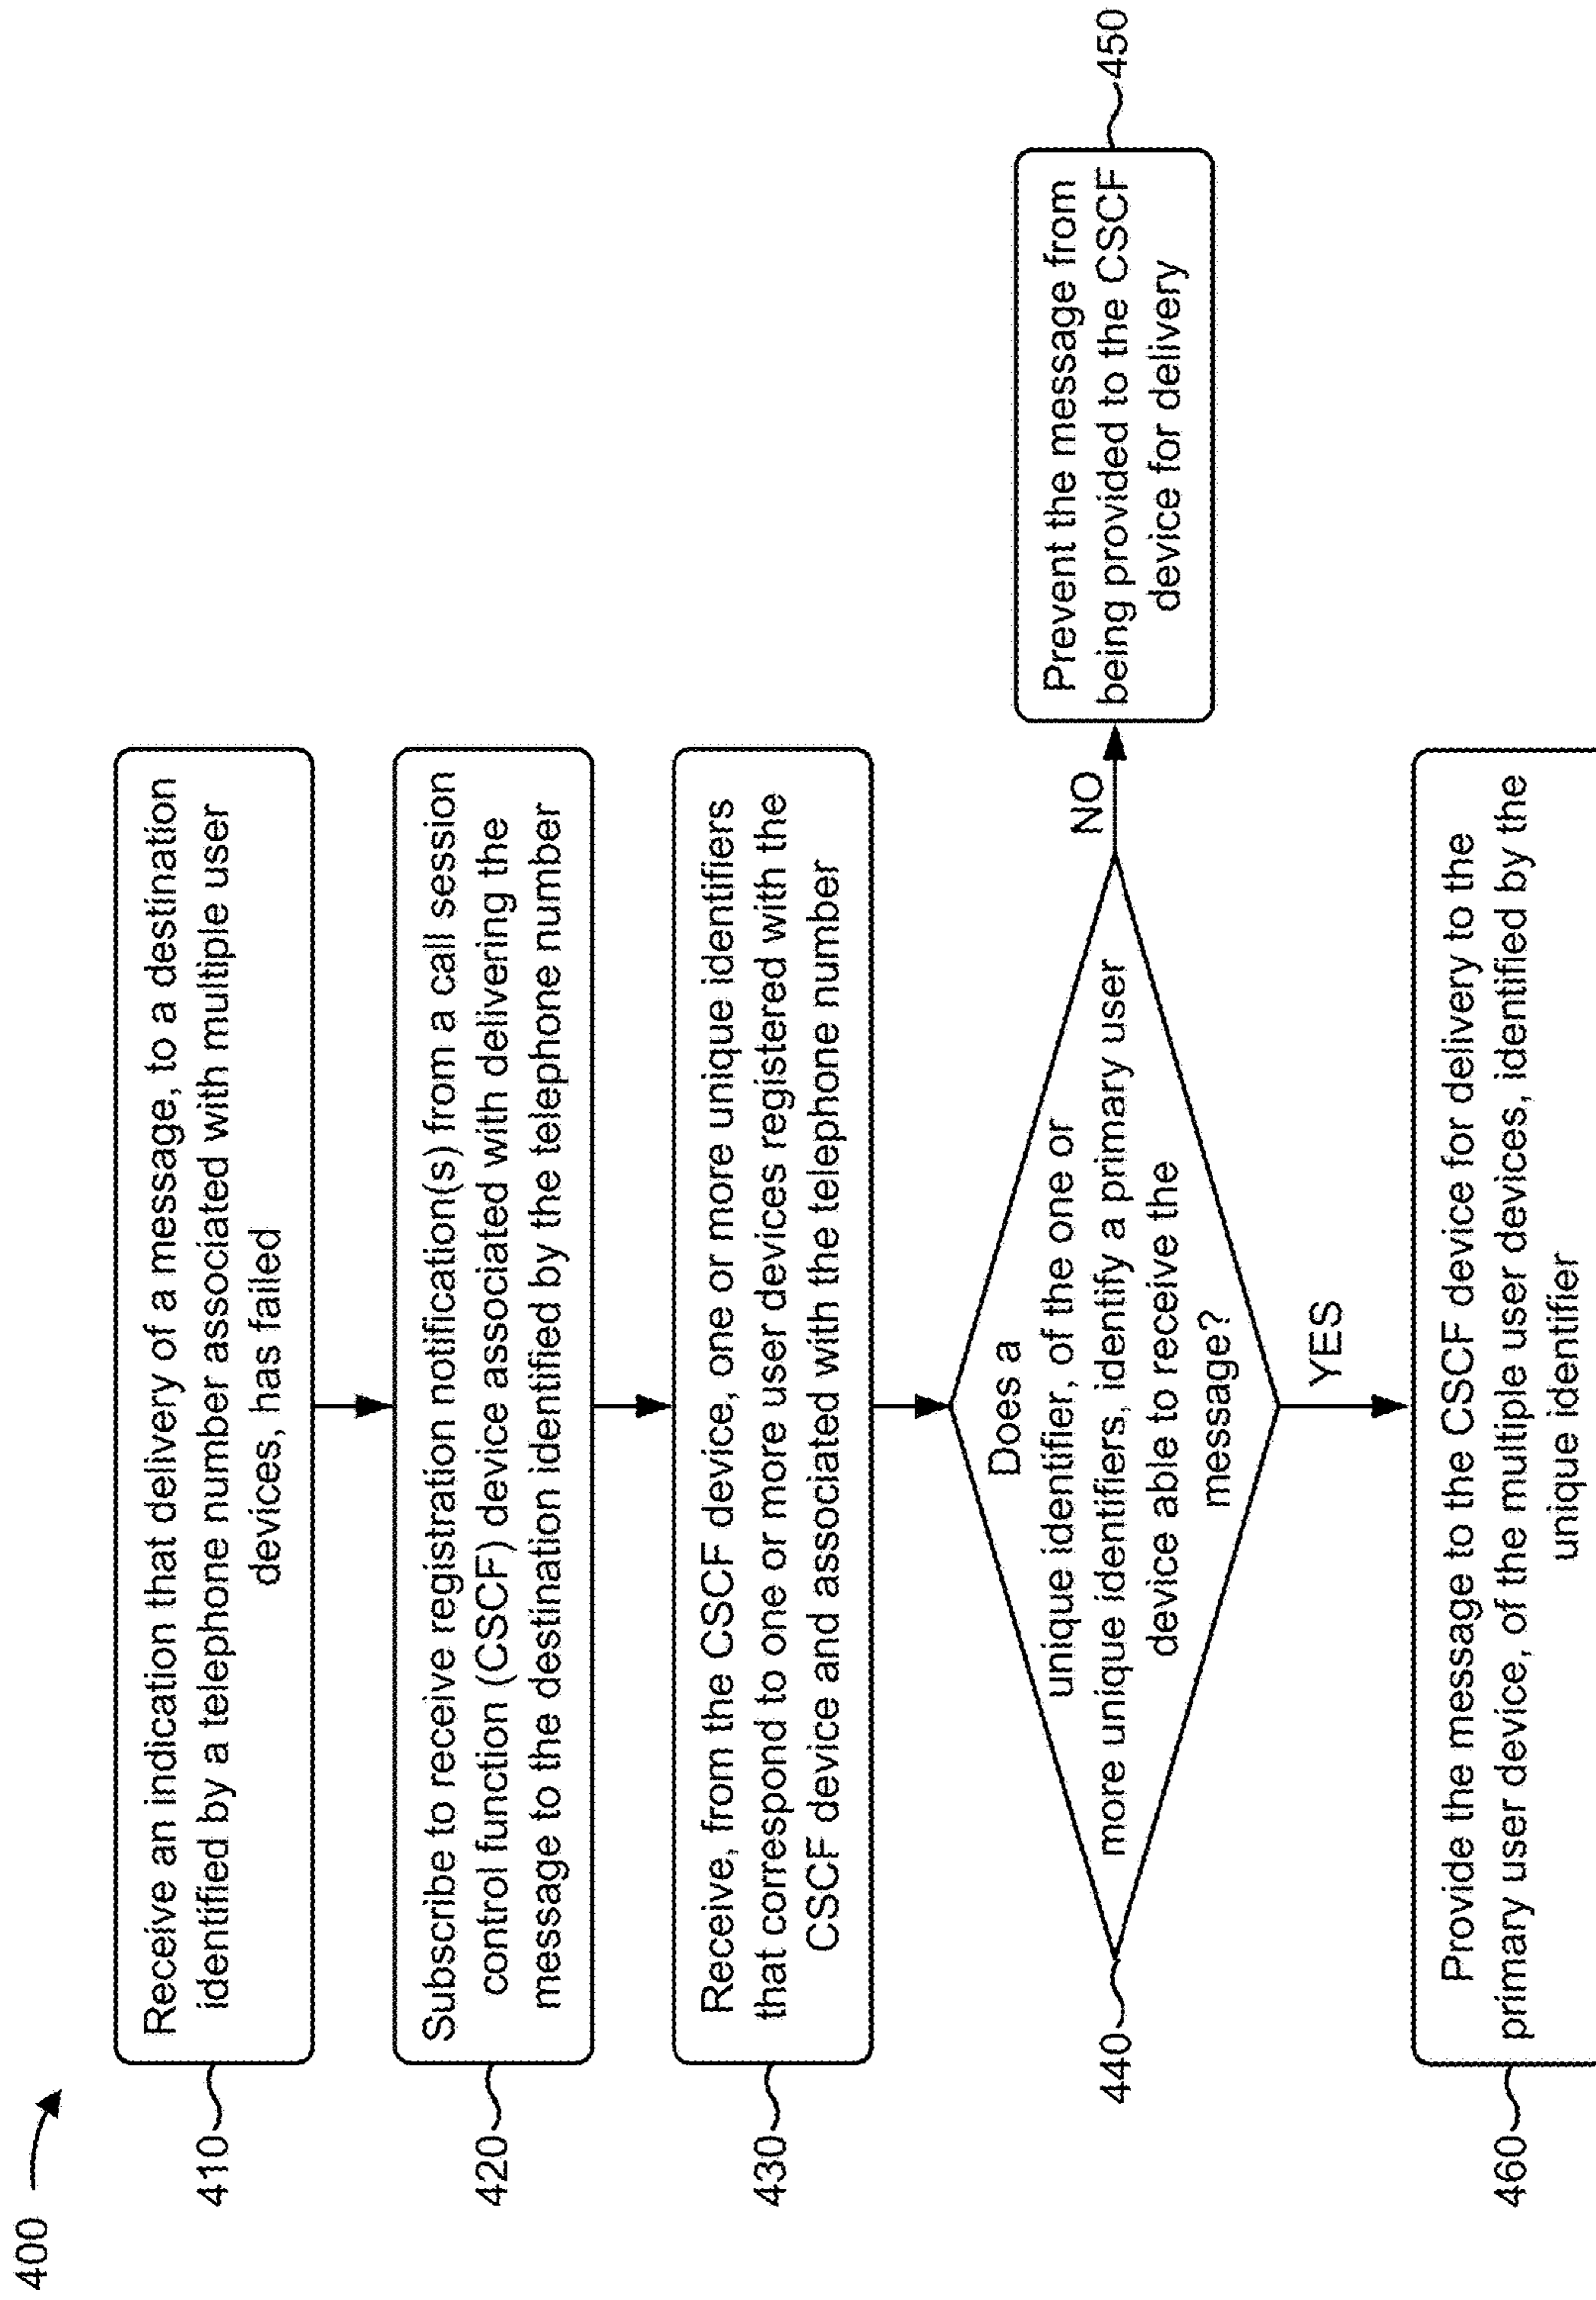 400
410
Receive an indication that delivery of a message, to a destination
identified by a telephone number associated with multiple user
devices, has failed
420
Subscribe to receive registration notification(s) from a call session
control function (CSCF) device associated with delivering the
message to the destination identified by the telephone number
430
Receive, from the CSCF device, one or more unique identifiers
that correspond to one or more user devices registered with the
CSCF device and associated with the telephone number
440
Does a
unique identifier, of the one or
more unique identifiers, identify a primary user
device able to receive the
message?
NO
Prevent the message from
being provided to the CSCF
device for delivery
450
YES
460
Provide the message to the CSCF device for delivery to the
primary user device, of the multiple user devices, identified by the
unique identifier